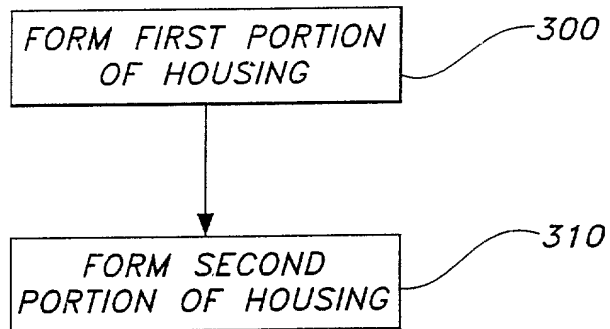 FORM FIRST PORTION
OF HOUSING
300
FORM SECOND
PORTION OF HOUSING
310